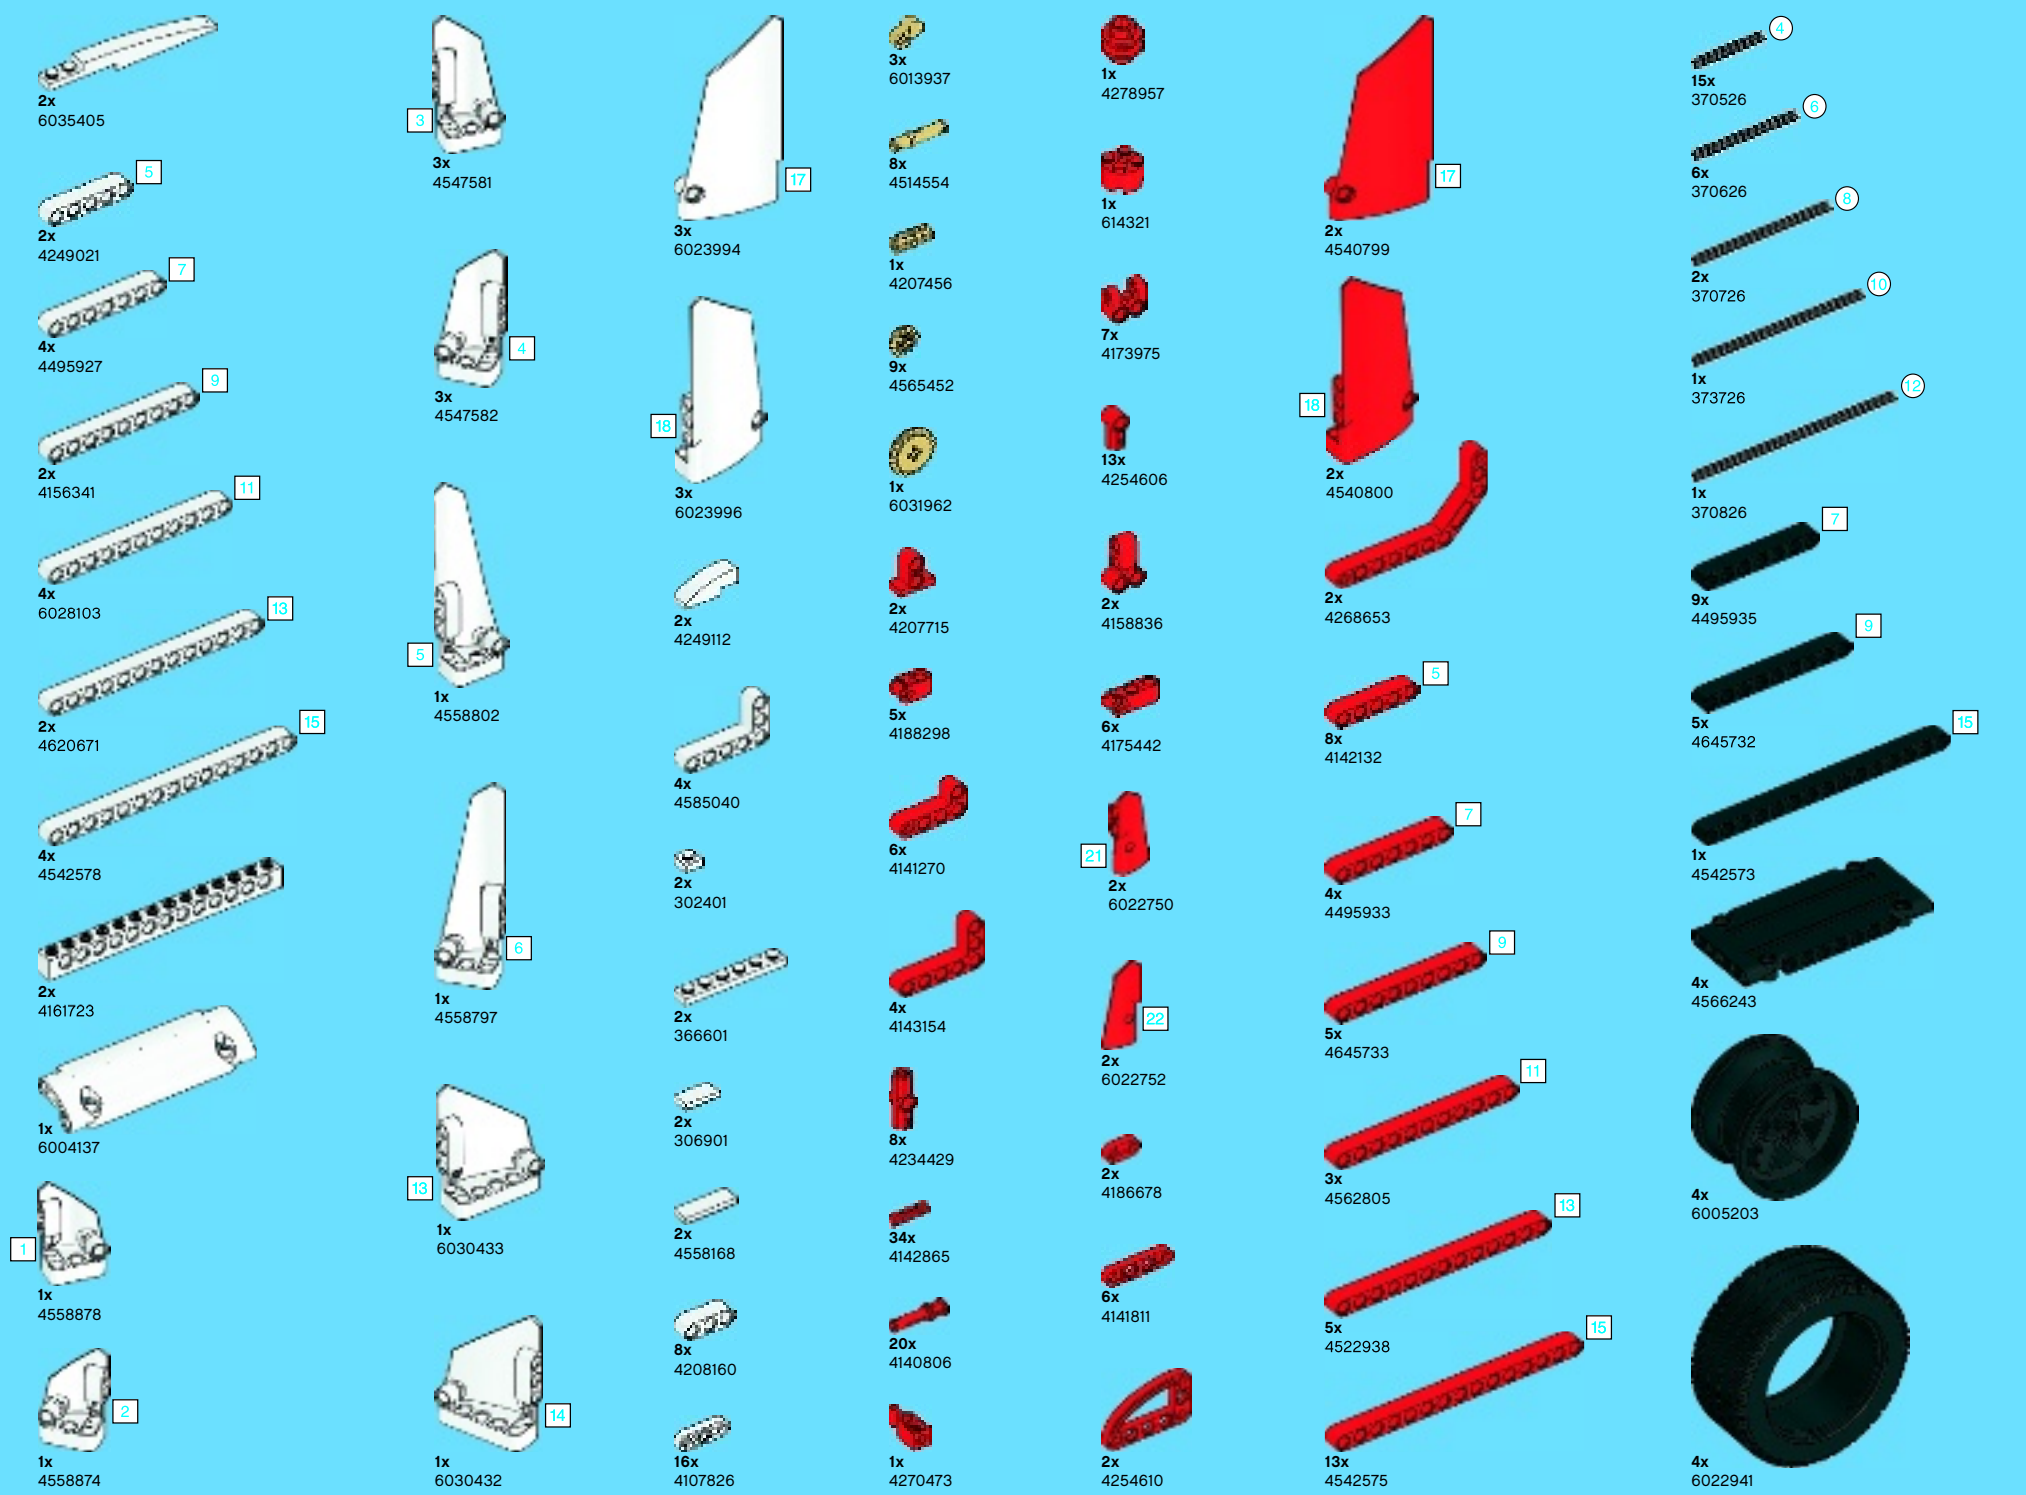 2x
6035405
5
2x
4249021
7
4x
4495927
9
2x
4156341
11
4x
6028103
13
2x
4620671
15
4x
4542578
2x
4161723
1x
6004137
1
1x
4558878
2
1x
4558874
3
3x
4547581
4
3x
4547582
5
1x
4558802
6
1x
4558797
13
1x
6030433
14
1x
6030432
17
3x
6023994
18
3x
6023996
2x
4249112
4x
4585040
2x
302401
2x
366601
2x
306901
2x
4558168
8x
4208160
16x
4107826
3x
6013937
8x
4514554
1x
4207456
9x
4565452
1x
6031962
2x
4207715
5x
4188298
6x
4141270
4x
4143154
8x
4234429
34x
4142865
20x
4140806
1x
4270473
1x
4278957
1x
614321
7x
4173975
13x
4254606
2x
4158836
6x
4175442
21
2x
6022750
22
2x
6022752
2x
4186678
6x
4141811
2x
4254610
17
2x
4540799
18
2x
4540800
2x
4268653
5
8x
4142132
7
4x
4495933
9
5x
4645733
11
3x
4562805
13
5x
4522938
15
13x
4542575
4
15x
370526
6
6x
370626
8
2x
370726
10
1x
373726
12
1x
370826
7
9x
4495935
9
5x
4645732
15
1x
4542573
4x
4566243
4x
6005203
4x
6022941